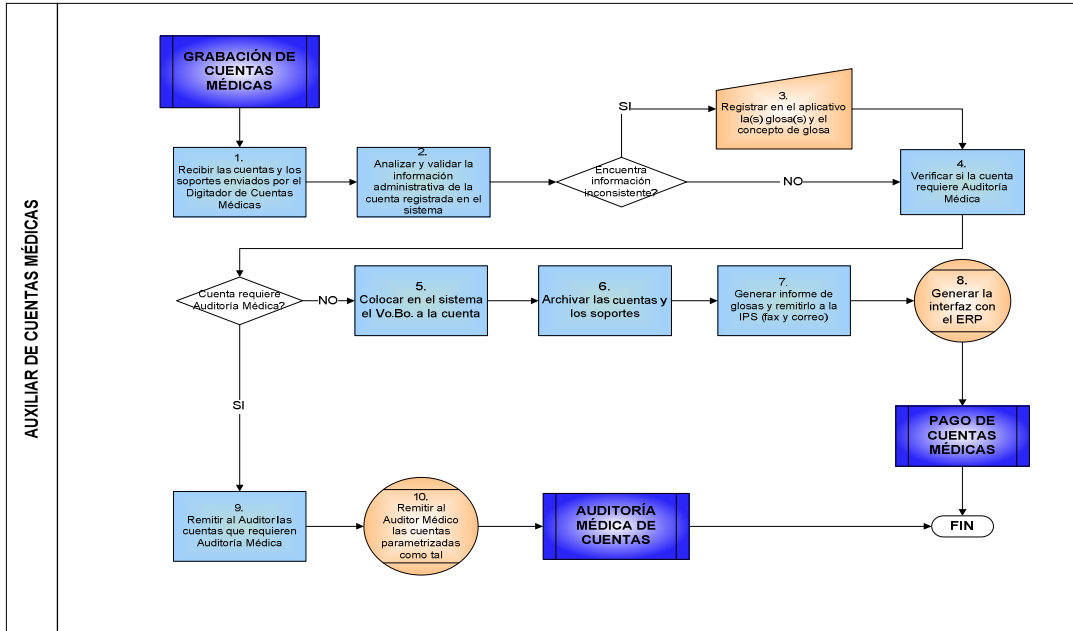 AUXILIAR DE CUENTAS MÉDICAS
GRABACIÓN DE
CUENTAS
MÉDICAS
1.
Recibir las cuentas y los
soportes enviados por el
Digitador de Cuentas
Médicas
2.
Analizar y validar la
información
administrativa de la
cuenta registrada en el
sistema
Encuentra
información
inconsistente?
SI
3.
Registrar en el aplicativo
la(s) glosa(s) y el
concepto de glosa
NO
4.
Verificar si la cuenta
requiere Auditoría
Médica
Cuenta requiere
Auditoría Médica?
NO
5.
Colocar en el sistema
el Vo.Bo. a la cuenta
6.
Archivar las cuentas y
los soportes
7.
Generar informe de
glosas y remitirlo a la
IPS (fax y correo)
8.
Generar la
interfaz con
el ERP
SI
PAGO DE
CUENTAS
MÉDICAS
9.
Remitir al Auditor las
cuentas que requieren
Auditoría Médica
10.
Remitir al
Auditor Médico
las cuentas
parametrizadas
como tal
AUDITORÍA
MÉDICA DE
CUENTAS
FIN